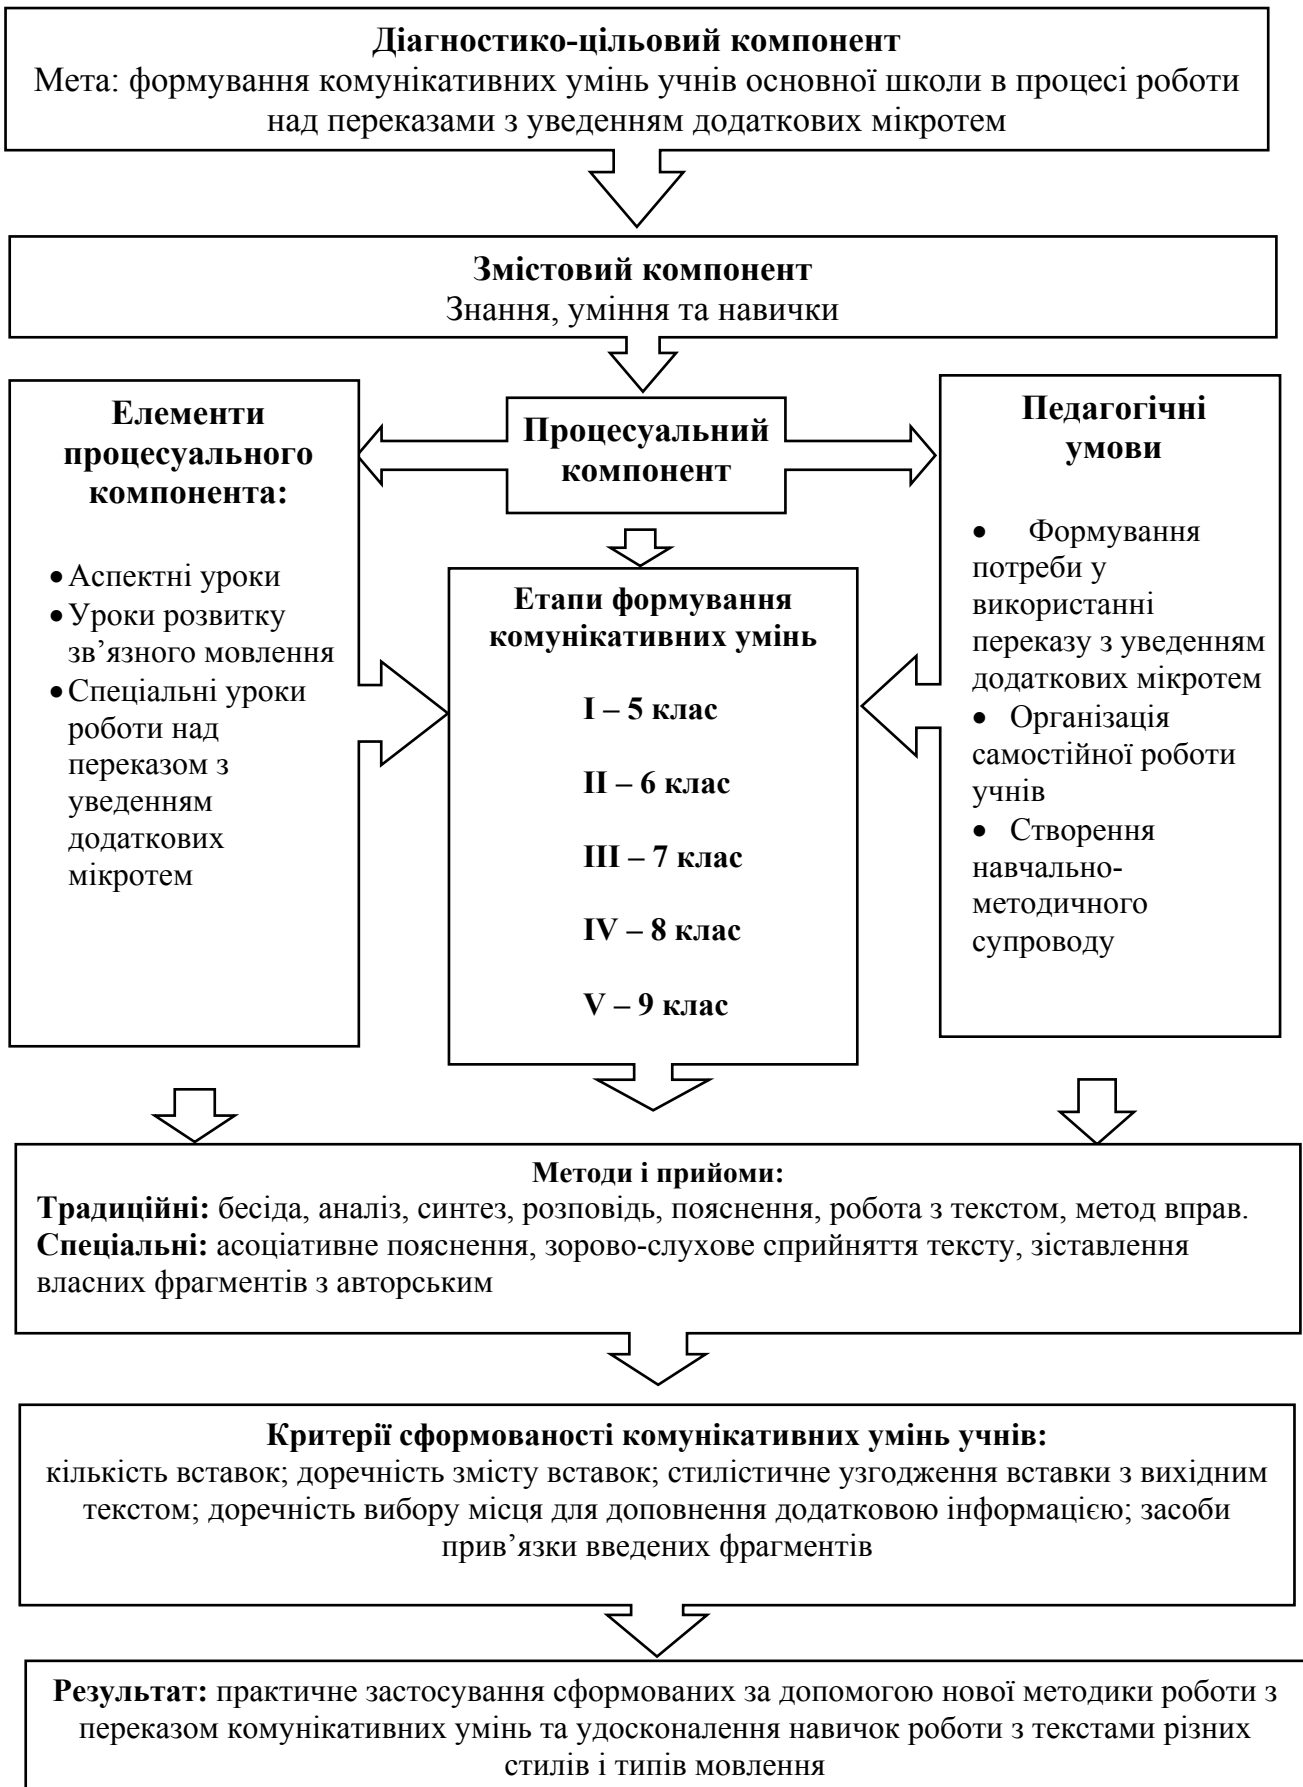 Діагностико-цільовий компонент
Мета: формування комунікативних умінь учнів основної школи в процесі роботи
над переказами з уведенням додаткових мікротем
Змістовий компонент
Знання, уміння та навички
Елементи
процесуального
компонента:
• Аспектні уроки
• Уроки розвитку
зв’язного мовлення
• Спеціальні уроки
роботи над
переказом з
уведенням
додаткових
мікротем
Процесуальний
компонент
Етапи формування
комунікативних умінь
І – 5 клас
ІІ – 6 клас
ІІІ – 7 клас
ІV – 8 клас
V – 9 клас
Педагогічні
умови
• Формування
потреби у
використанні
переказу з уведенням
додаткових мікротем
• Організація
самостійної роботи
учнів
• Створення
навчально-
методичного
супроводу
Методи і прийоми:
Традиційні: бесіда, аналіз, синтез, розповідь, пояснення, робота з текстом, метод вправ.
Спеціальні: асоціативне пояснення, зорово-слухове сприйняття тексту, зіставлення
власних фрагментів з авторським
Критерії сформованості комунікативних умінь учнів:
кількість вставок; доречність змісту вставок; стилістичне узгодження вставки з вихідним
текстом; доречність вибору місця для доповнення додатковою інформацією; засоби
прив’язки введених фрагментів
Результат: практичне застосування сформованих за допомогою нової методики роботи з
переказом комунікативних умінь та удосконалення навичок роботи з текстами різних
стилів і типів мовлення